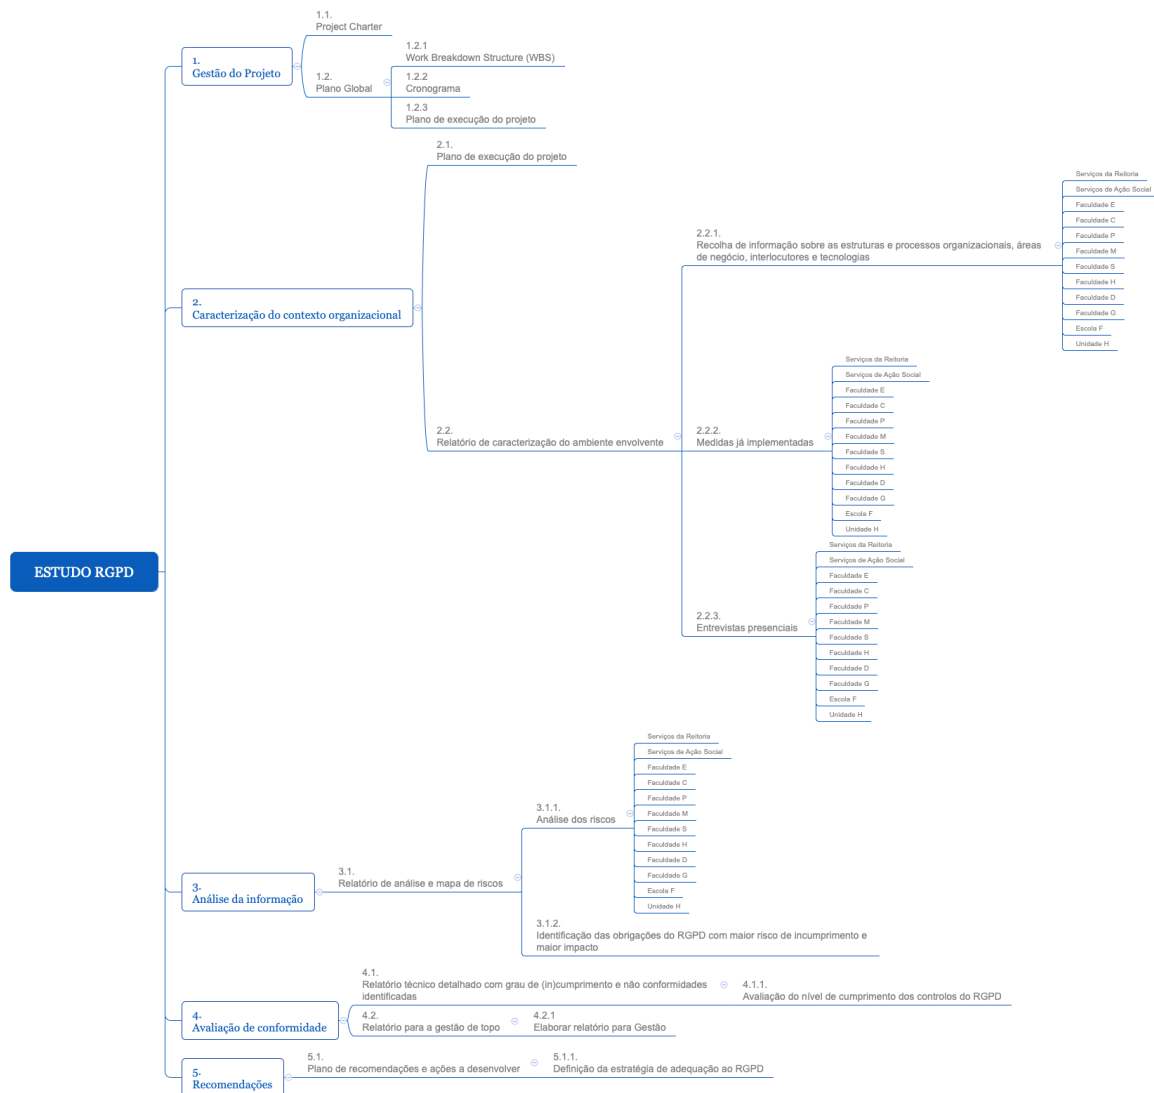 ESTUDO RGPD
1.
Gestão do Projeto
1.1.
Project Charter
1.2.
Plano Global
1.2.1
Work Breakdown Structure (WBS)
1.2.2
Cronograma
1.2.3
Plano de execução do projeto
2.
Caracterização do contexto organizacional
2.1.
Plano de execução do projeto
2.2.
Relatório de caracterização do ambiente envolvente
2.2.1.
Recolha de informação sobre as estruturas e processos organizacionais, áreas
de negócio, interlocutores e tecnologias
Serviços da Reitoria
Serviços de Ação Social
Faculdade E
Faculdade C
Faculdade P
Faculdade M
Faculdade S
Faculdade H
Faculdade D
Faculdade G
Escola F
Unidade H
2.2.2.
Medidas já implementadas
Serviços da Reitoria
Serviços de Ação Social
Faculdade E
Faculdade C
Faculdade P
Faculdade M
Faculdade S
Faculdade H
Faculdade D
Faculdade G
Escola F
Unidade H
2.2.3.
Entrevistas presenciais
Serviços da Reitoria
Serviços de Ação Social
Faculdade E
Faculdade C
Faculdade P
Faculdade M
Faculdade S
Faculdade H
Faculdade D
Faculdade G
Escola F
Unidade H
3.
Análise da informação
3.1.
Relatório de análise e mapa de riscos
3.1.1.
Análise dos riscos
Serviços da Reitoria
Serviços de Ação Social
Faculdade E
Faculdade C
Faculdade P
Faculdade M
Faculdade S
Faculdade H
Faculdade D
Faculdade G
Escola F
Unidade H
3.1.2.
Identificação das obrigações do RGPD com maior risco de incumprimento e
maior impacto
4.
Avaliação de conformidade
4.1.
Relatório técnico detalhado com grau de (in)cumprimento e não conformidades
identificadas
4.1.1.
Avaliação do nível de cumprimento dos controlos do RGPD
4.2.
Relatório para a gestão de topo
4.2.1
Elaborar relatório para Gestão
5.
Recomendações
5.1.
Plano de recomendações e ações a desenvolver
5.1.1.
Definição da estratégia de adequação ao RGPD